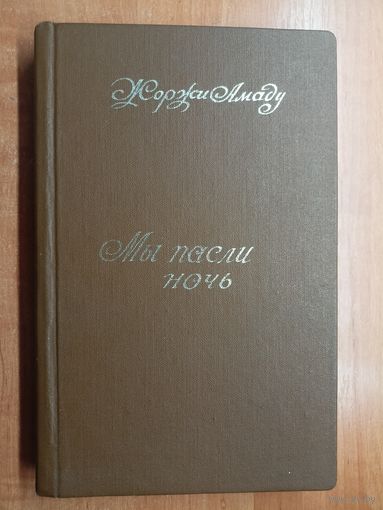 Жоржи Амаду
Мы пасли
ночь